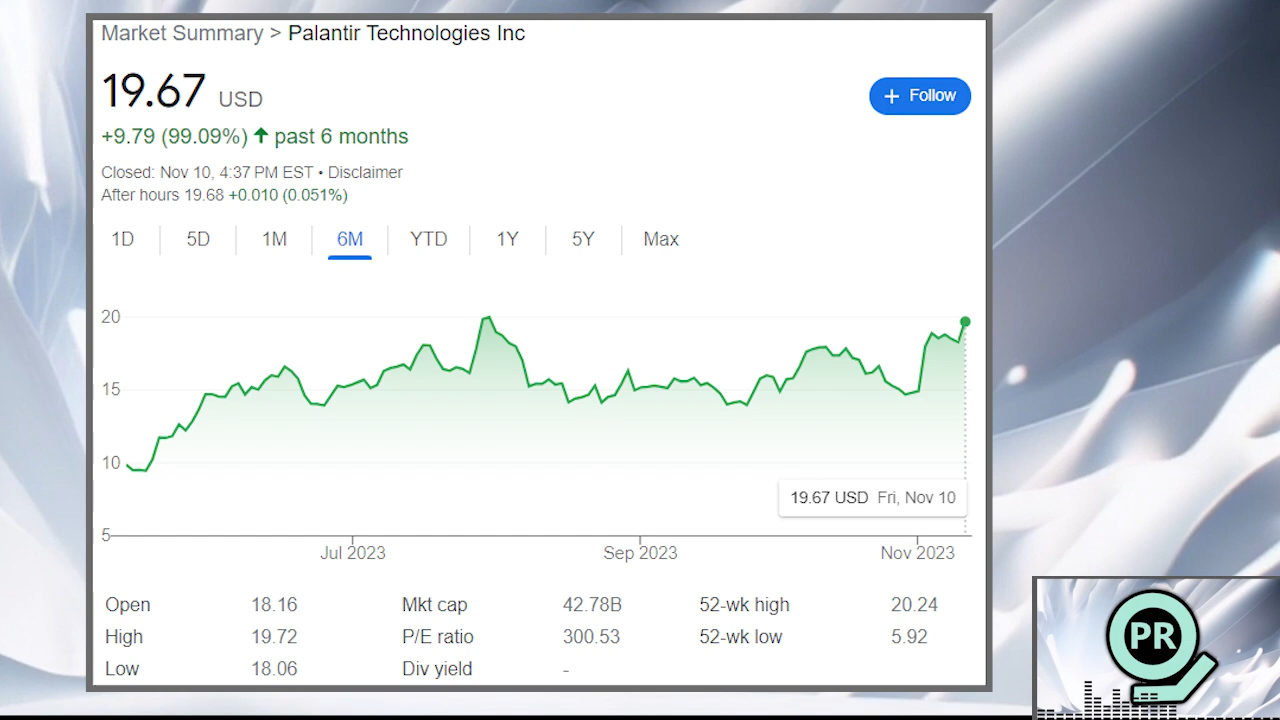 Market Summary > Palantir Technologies Inc
19.67 USD
+ Follow
+9.79 (99.09%) ↑ past 6 months
Closed: Nov 10, 4:37 PM EST • Disclaimer
After hours 19.68 +0.010 (0.051%)
1D 5D 1M 6M YTD 1Y 5Y Max
20
15
10
5
19.67 USD Fri, Nov 10
Jul 2023 Sep 2023 Nov 2023
Open 18.16 Mkt cap 42.78B 52-wk high 20.24
High 19.72 P/E ratio 300.53 52-wk low 5.92
Low 18.06 Div yield -
PR